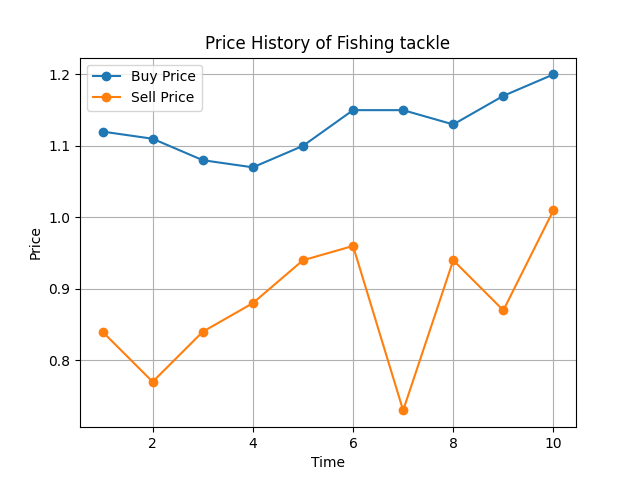 Price History of Fishing tackle
Buy Price
Sell Price
1.2
1.1
1.0
0.9
0.8
Price
2 4 6 8 10
Time